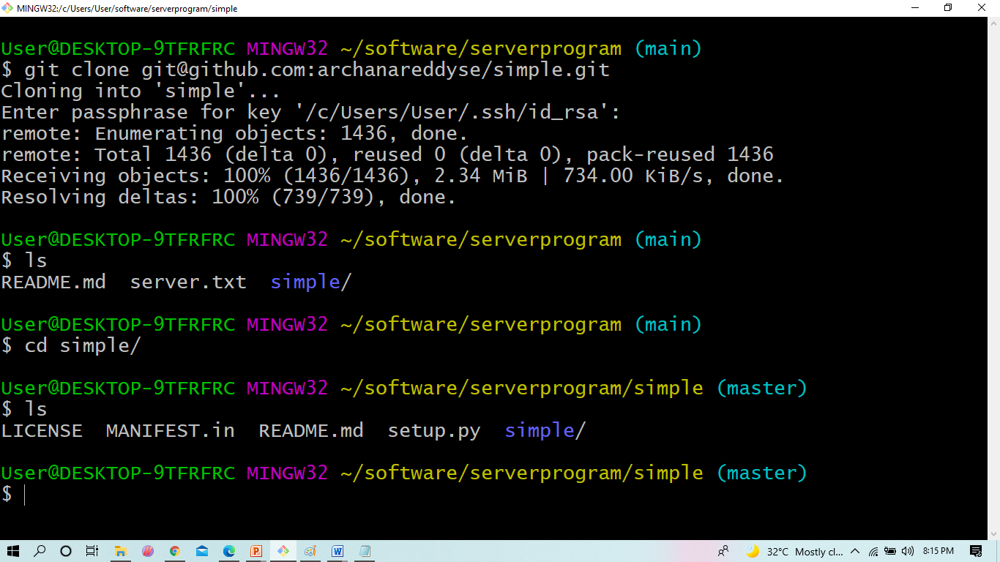 MINGW32:/c/Users/User/software/serverprogram/simple
User@DESKTOP-9TFRFRC MINGW32 ~/software/serverprogram (main)
$ git clone git@github.com:archanareddyse/simple.git
Cloning into 'simple'...
Enter passphrase for key '/c/Users/User/.ssh/id_rsa':
remote: Enumerating objects: 1436, done.
remote: Total 1436 (delta 0), reused 0 (delta 0), pack-reused 1436
Receiving objects: 100% (1436/1436), 2.34 MiB | 734.00 KiB/s, done.
Resolving deltas: 100% (739/739), done.
User@DESKTOP-9TFRFRC MINGW32 ~/software/serverprogram (main)
$ ls
README.md  server.txt  simple/
User@DESKTOP-9TFRFRC MINGW32 ~/software/serverprogram (main)
$ cd simple/
User@DESKTOP-9TFRFRC MINGW32 ~/software/serverprogram/simple (master)
$ ls
LICENSE  MANIFEST.in  README.md  setup.py  simple/
User@DESKTOP-9TFRFRC MINGW32 ~/software/serverprogram/simple (master)
$
32°C Mostly cl... 8:15 PM